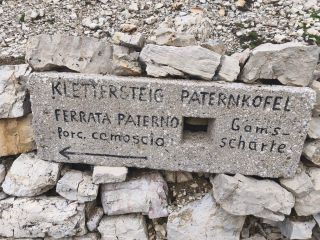 KLETTERSTEIG PATERNKOFEL
FERRATA PATERNO
forc. camoscio
Gams-
scharte